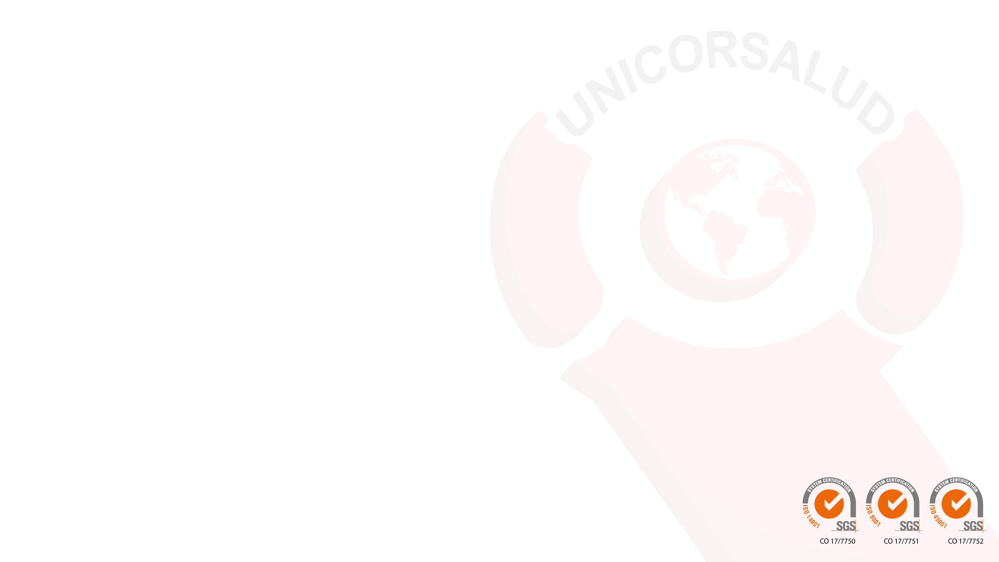 UNICORSALUD
SYSTEM CERTIFICATION
ISO 14001
SGS
CO 17/7750
SYSTEM CERTIFICATION
ISO 9001
SGS
CO 17/7751
SYSTEM CERTIFICATION
ISO 45001
SGS
CO 17/7752